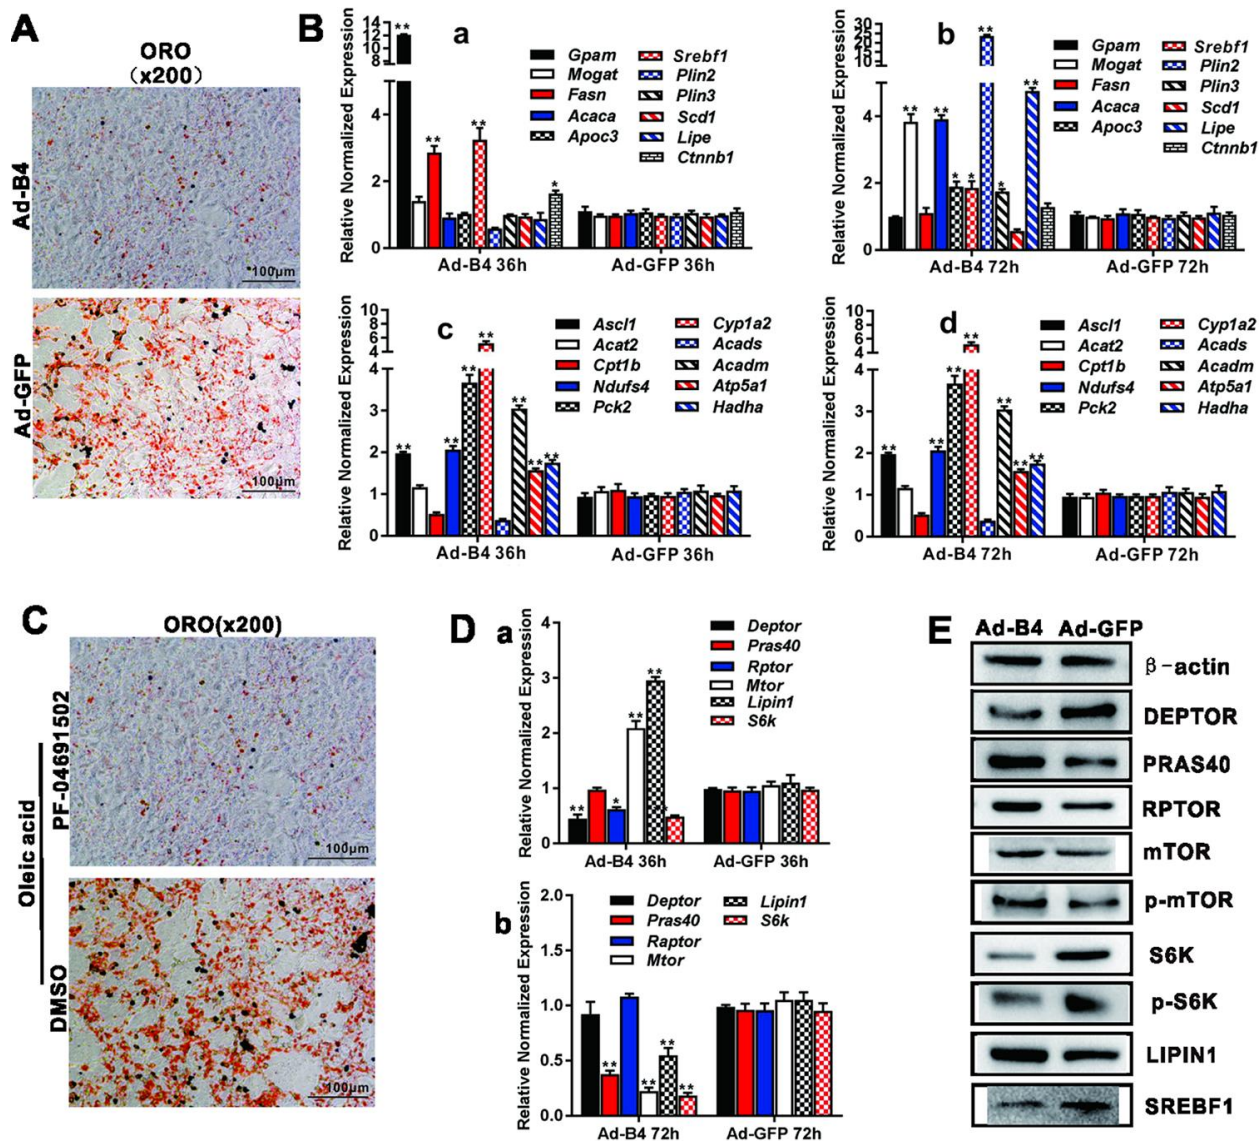 A
ORO
(x200)
Ad-B4
100μm
Ad-GFP
100μm
B
a
Relative Normalized Expression
14
12
10
8
4
2
0
**
**
**
*
Gpam
Mogat
Fasn
Acaca
Apoc3
Srebf1
Plin2
Plin3
Scd1
Lipe
Ctnnb1
Ad-B4 36h
Ad-GFP 36h
b
Relative Normalized Expression
30
25
20
15
10
5
4
2
0
**
**
*
*
**
*
**
Gpam
Mogat
Fasn
Acaca
Apoc3
Srebf1
Plin2
Plin3
Scd1
Lipe
Ctnnb1
Ad-B4 72h
Ad-GFP 72h
c
Relative Normalized Expression
10
8
6
4
4
3
2
1
0
**
**
**
**
**
**
**
Ascl1
Acat2
Cpt1b
Ndufs4
Pck2
Cyp1a2
Acads
Acadm
Atp5a1
Hadha
Ad-B4 36h
Ad-GFP 36h
d
Relative Normalized Expression
10
8
6
4
4
3
2
1
0
**
**
**
**
**
**
**
Ascl1
Acat2
Cpt1b
Ndufs4
Pck2
Cyp1a2
Acads
Acadm
Atp5a1
Hadha
Ad-B4 72h
Ad-GFP 72h
C
ORO(x200)
Oleic acid
PF-04691502
100μm
DMSO
100μm
D
a
Relative Normalized Expression
4
3
2
1
0
**
*
**
**
*
Deptor
Pras40
Rptor
Mtor
Lipin1
S6k
Ad-B4 36h
Ad-GFP 36h
b
Relative Normalized Expression
2.0
1.5
1.0
0.5
0.0
**
**
**
**
Deptor
Pras40
Raptor
Mtor
Lipin1
S6k
Ad-B4 72h
Ad-GFP 72h
E
Ad-B4 Ad-GFP
β-actin
DEPTOR
PRAS40
RPTOR
mTOR
p-mTOR
S6K
p-S6K
LIPIN1
SREBF1